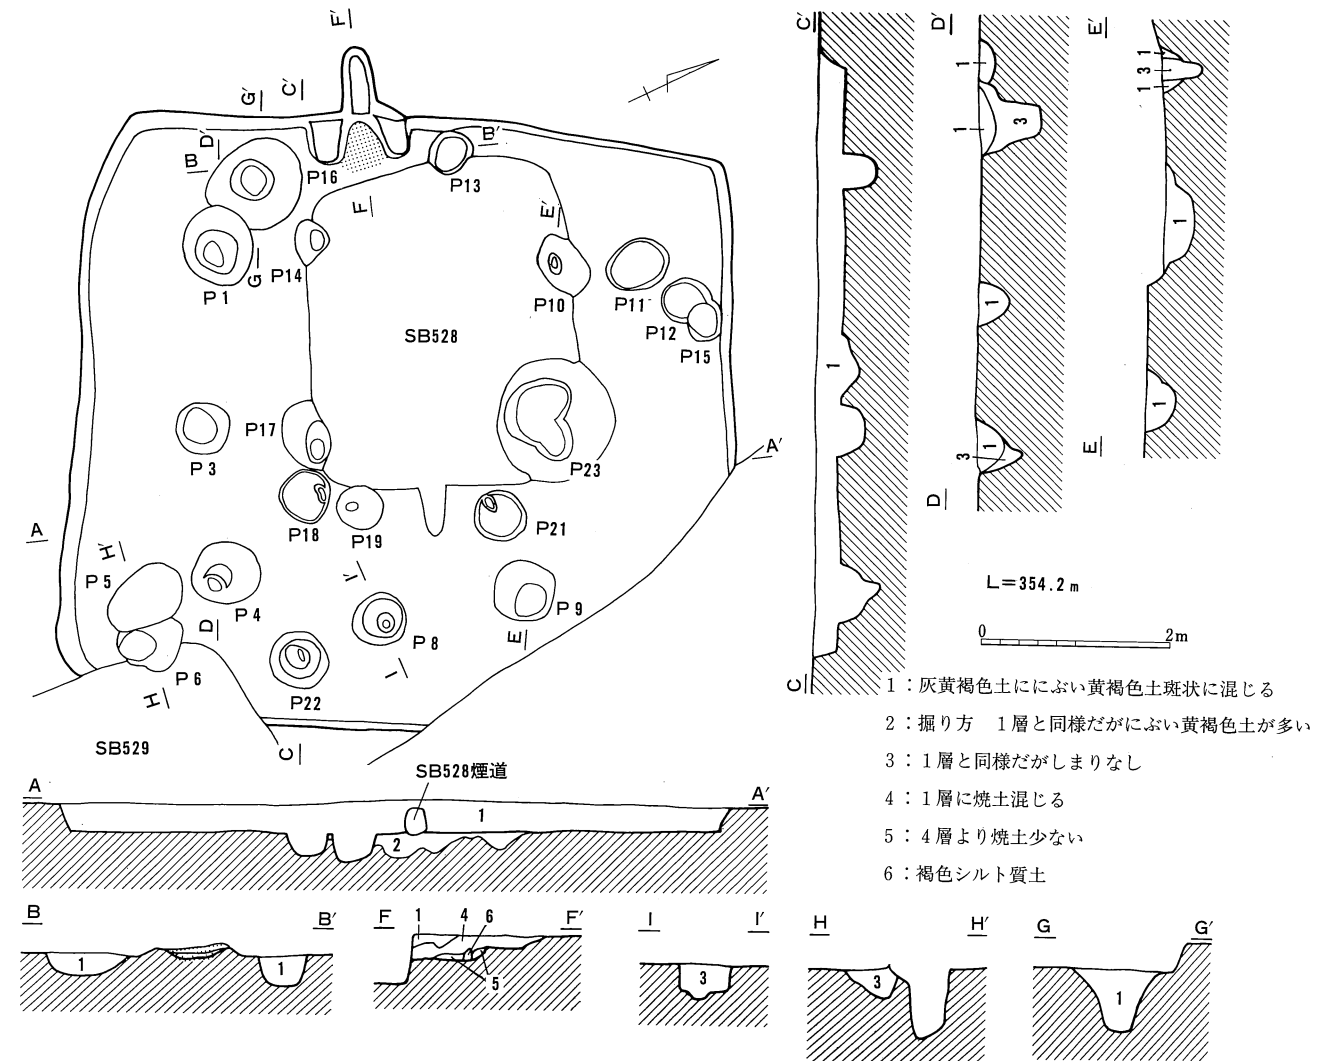 F′
C′
G′
D′
B
B′
P16
P13
F
E′
G
P14
P1
P10
P11
P12
P15
SB528
P3
P17
P23
A′
A
P18
P19
P21
H′
P5
P4
I′
P9
D
E
P8
P6
I
P22
H
C
SB529
C′
1
C
D′
1
1
3
1
1
3
D
E′
1
3
1
1
1
E
L=354.2m
0 2m
1：灰黄褐色土ににぶい黄褐色土斑状に混じる
2：掘り方 1層と同様だがにぶい黄褐色土が多い
3：1層と同様だがしまりなし
4：1層に焼土混じる
5：4層より焼土少ない
6：褐色シルト質土
A
SB528煙道
A′
1
2
B
B′
1
1
F
1 4 6
F′
5
I
I′
3
H
H′
3
G
G′
1